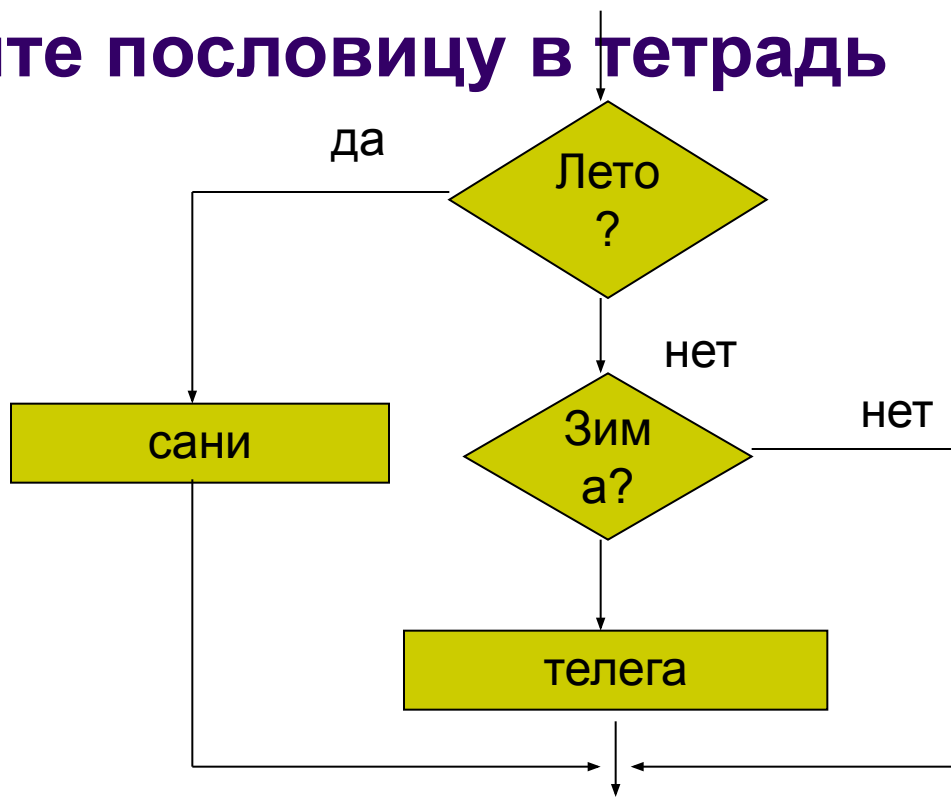 те пословицу в тетрадь
да
Лето
?
нет
нет
сани
Зим
а?
телега